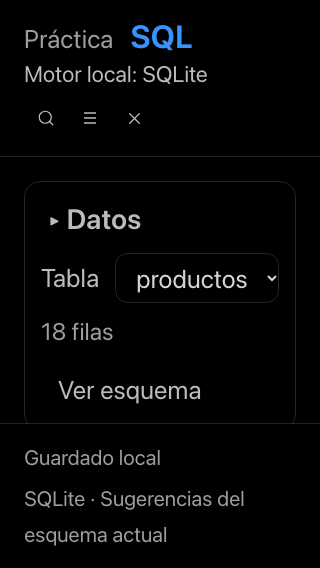 Práctica SQL
Motor local: SQLite
Datos
Tabla productos
18 filas
Ver esquema
Guardado local
SQLite · Sugerencias del
esquema actual